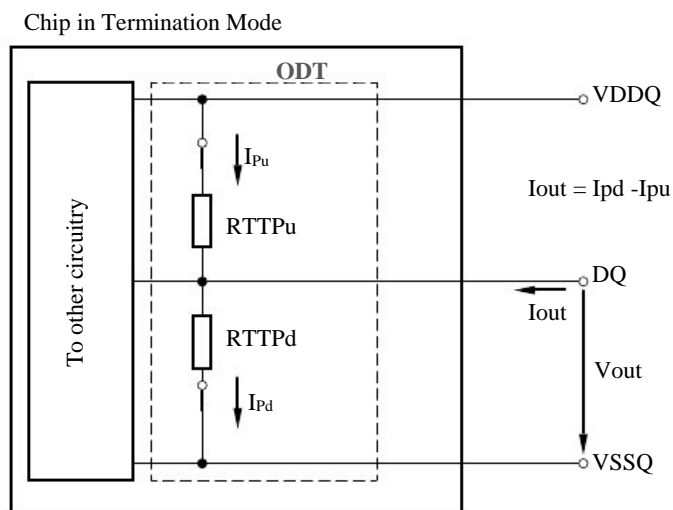 Chip in Termination Mode
ODT
VDDQ
IPu
Iout = Ipd -Ipu
RTTPu
To other circuitry
DQ
Iout
RTTPd
Vout
IPd
VSSQ